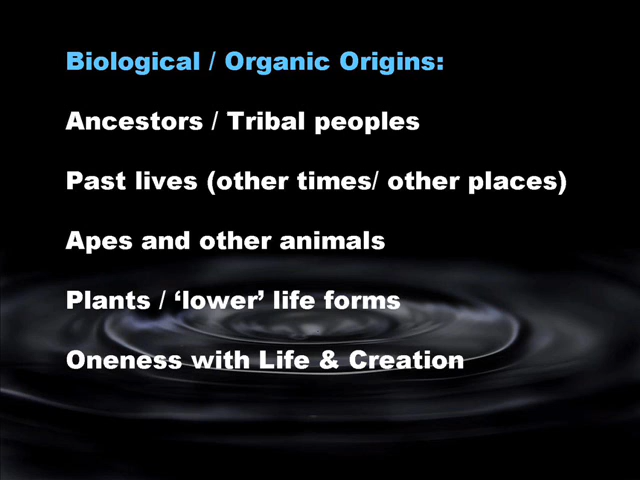 Biological / Organic Origins:
Ancestors / Tribal peoples
Past lives (other times/ other places)
Apes and other animals
Plants / ‘lower’ life forms
Oneness with Life & Creation